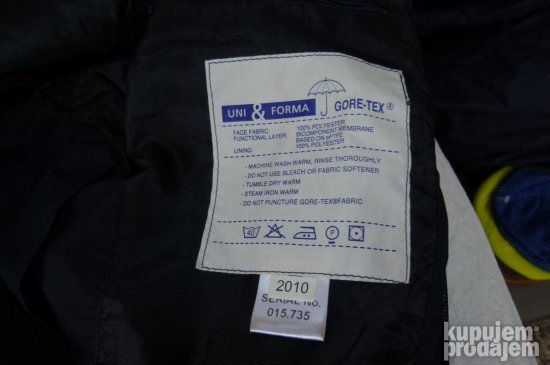 UNI & FORMA GORE-TEX®
FACE FABRIC: 100% POLYESTER
FUNCTIONAL LAYER: BICOMPONENT MEMBRANE
BASED ON ePTFE
LINING: 100% POLYESTER
- MACHINE WASH WARM, RINSE THOROUGHLY
- DO NOT USE BLEACH OR FABRIC SOFTENER
- TUMBLE DRY WARM
- STEAM IRON WARM
- DO NOT PUNCTURE GORE-TEX®FABRIC
40 P
2010
SERIAL NO.
015.735
kupujem
prodajem